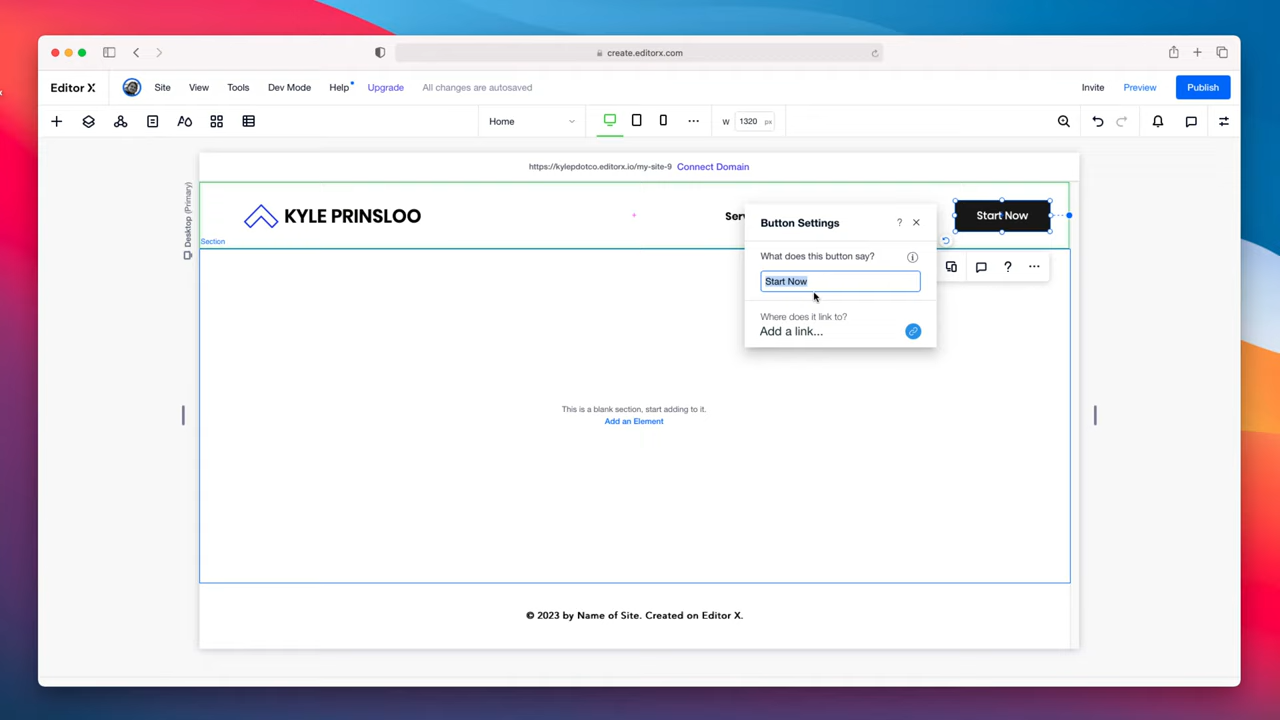 create.editorx.com
Editor X
Site
View
Tools
Dev Mode
Help
Upgrade
All changes are autosaved
Invite
Preview
Publish
Home
W
1320
px
https://kylepdotco.editorx.io/my-site-9
Connect Domain
Desktop (Primary)
KYLE PRINSLOO
Start Now
Section
Button Settings
?
What does this button say?
Start Now
Where does it link to?
Add a link...
?
This is a blank section, start adding to it.
Add an Element
© 2023 by Name of Site. Created on Editor X.